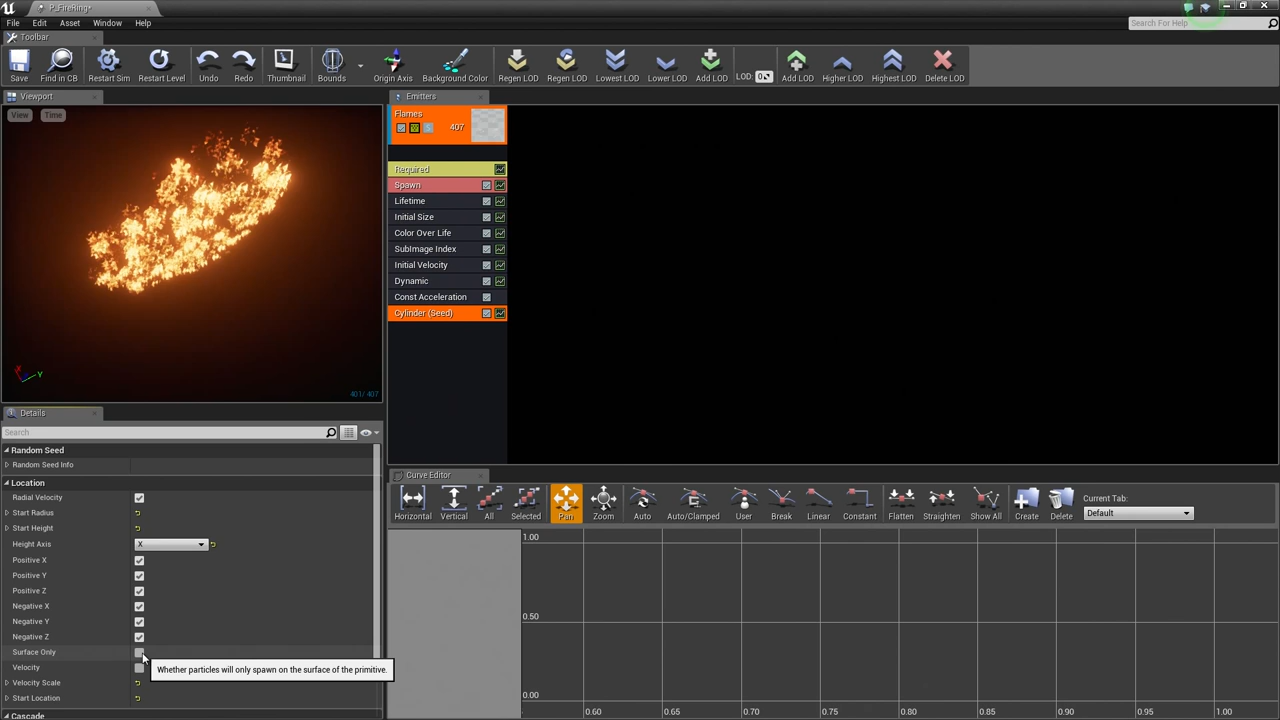 P_FireRing*
File Edit Asset Window Help
Search For Help
Toolbar
Save Find in CB Restart Sim Restart Level Undo Redo Thumbnail Bounds Origin Axis Background Color Regen LOD Regen LOD Lowest LOD Lower LOD Add LOD LOD: 0 Add LOD Higher LOD Highest LOD Delete LOD
Viewport
View Time
Y
401/ 407
Emitters
Flames
S 407
Required
Spawn
Lifetime
Initial Size
Color Over Life
SubImage Index
Initial Velocity
Dynamic
Const Acceleration
Cylinder (Seed)
Details
Search
Random Seed
Random Seed Info
Location
Radial Velocity
Start Radius
Start Height
Height Axis X
Positive X
Positive Y
Positive Z
Negative X
Negative Y
Negative Z
Surface Only
Whether particles will only spawn on the surface of the primitive.
Velocity
Velocity Scale
Start Location
Cascade
Curve Editor
Horizontal Vertical All Selected Pan Zoom Auto Auto/Clamped User Break Linear Constant Flatten Straighten Show All Create Delete
Current Tab:
Default
1.00
0.50
0.00
0.60 0.65 0.70 0.75 0.80 0.85 0.90 0.95 1.00